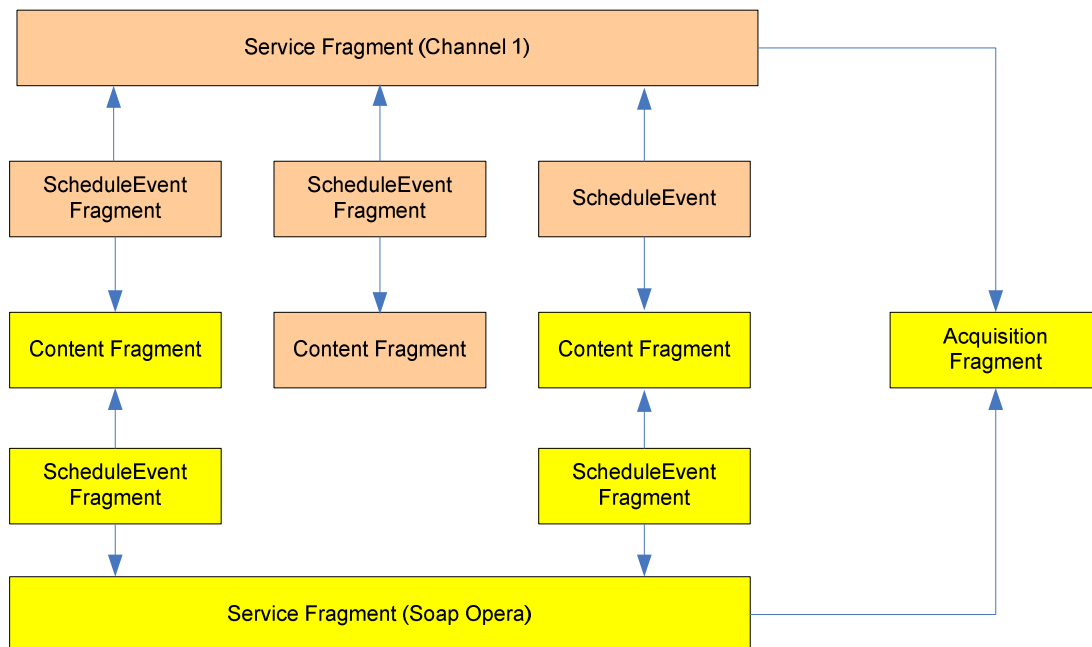 Service Fragment (Channel 1)
ScheduleEvent
Fragment
ScheduleEvent
Fragment
ScheduleEvent
Content Fragment
Content Fragment
Content Fragment
Acquisition
Fragment
ScheduleEvent
Fragment
ScheduleEvent
Fragment
Service Fragment (Soap Opera)